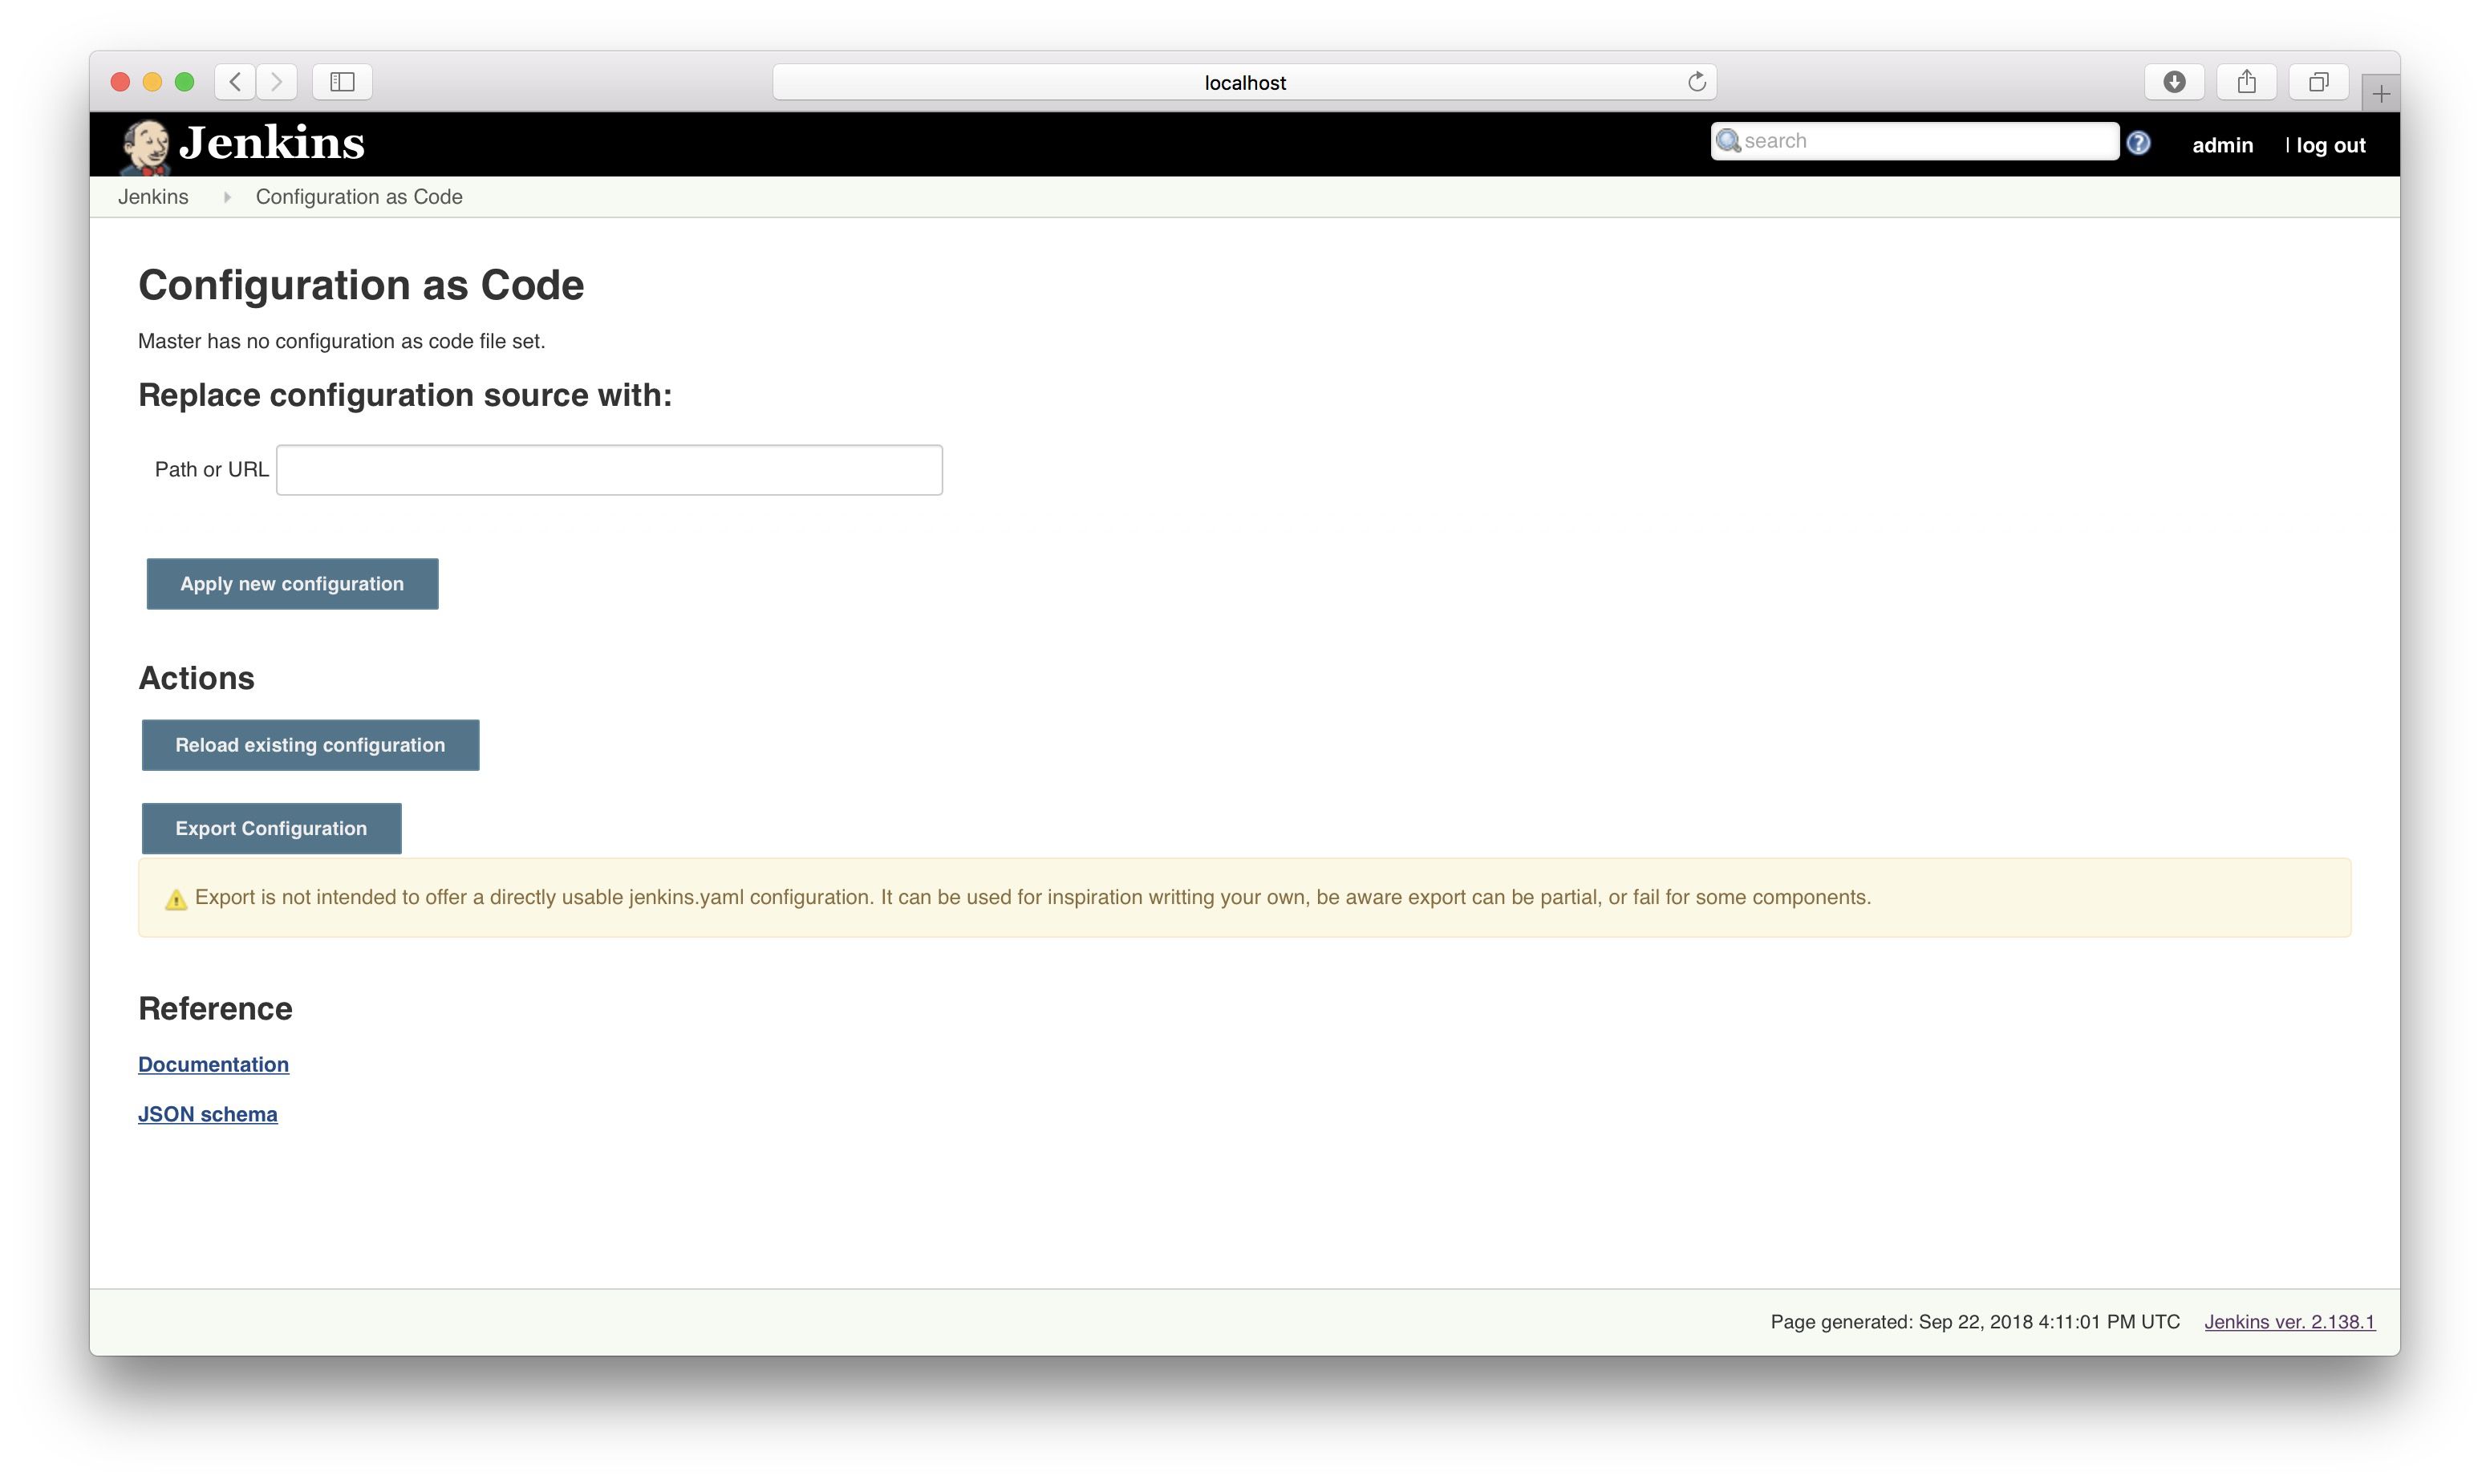 localhost
Jenkins
search
admin | log out
Jenkins Configuration as Code
Configuration as Code
Master has no configuration as code file set.
Replace configuration source with:
Path or URL
Apply new configuration
Actions
Reload existing configuration
Export Configuration
Export is not intended to offer a directly usable jenkins.yaml configuration. It can be used for inspiration writting your own, be aware export can be partial, or fail for some components.
Reference
Documentation
JSON schema
Page generated: Sep 22, 2018 4:11:01 PM UTC Jenkins ver. 2.138.1